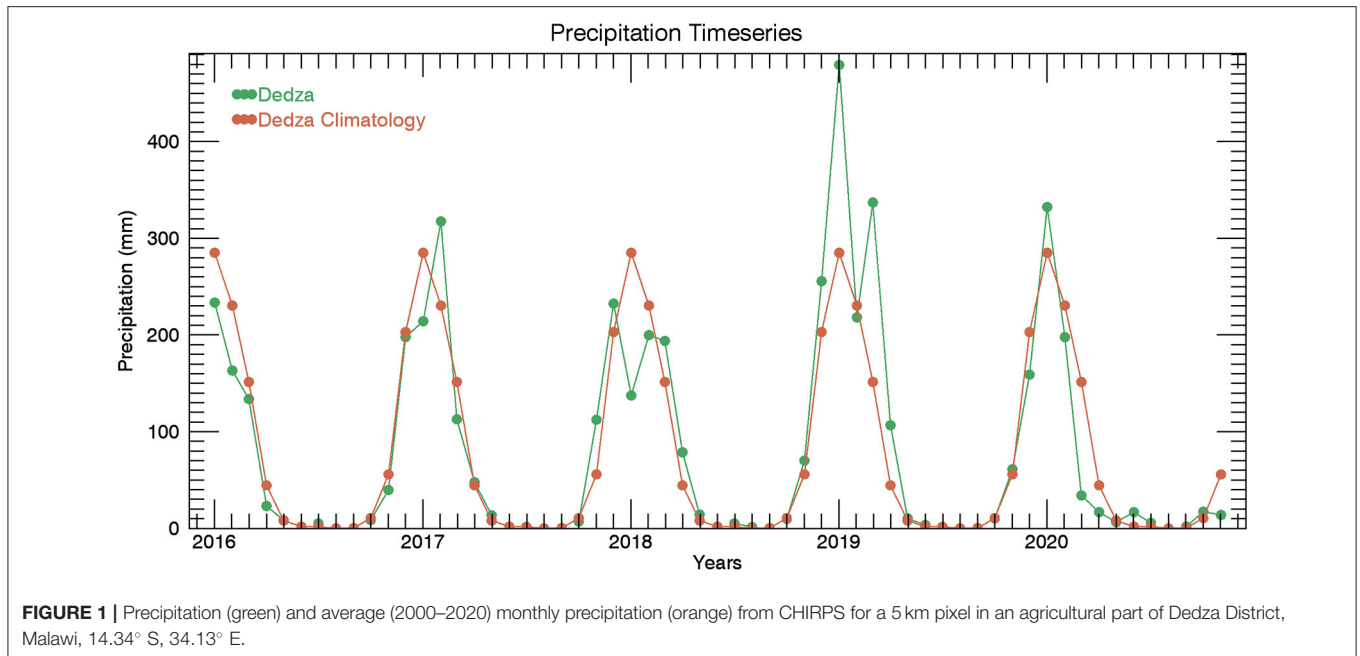 Precipitation Timeseries
Dedza
Dedza Climatology
400
300
200
100
0
Precipitation (mm)
2016 2017 2018 2019 2020
Years
FIGURE 1 | Precipitation (green) and average (2000–2020) monthly precipitation (orange) from CHIRPS for a 5 km pixel in an agricultural part of Dedza District,
Malawi, 14.34° S, 34.13° E.